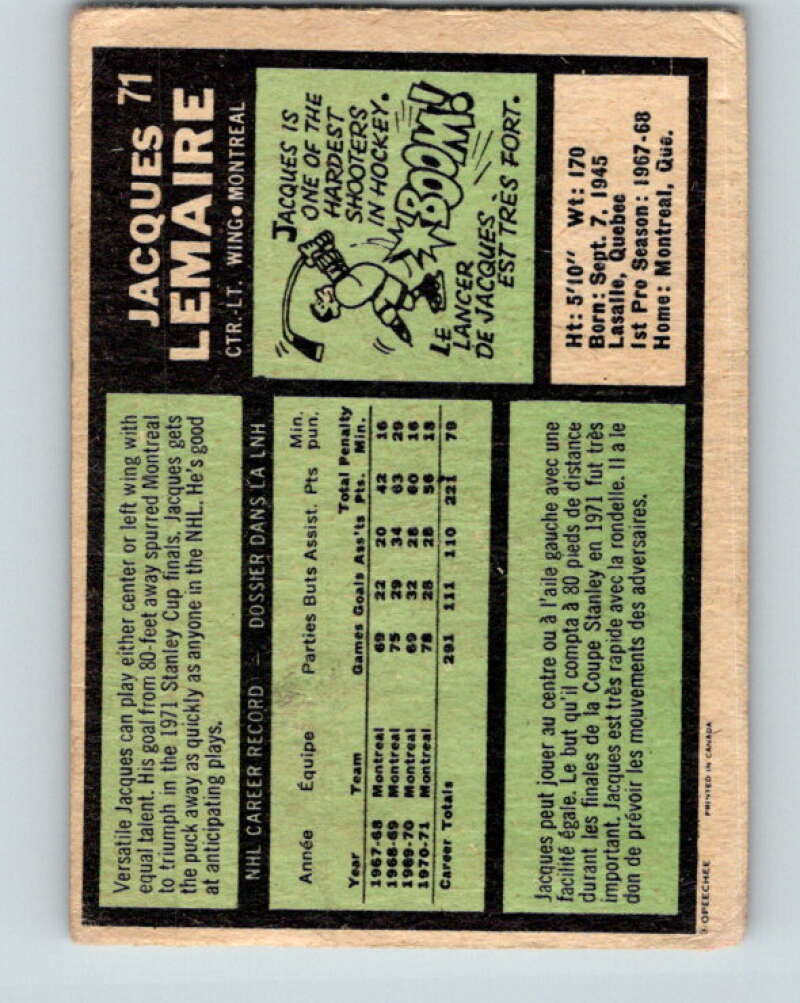 JACQUES 71
LEMAIRE
CTR.-LT. WING • MONTREAL
Versatile Jacques can play either center or left wing with
equal talent. His goal from 80-feet away spurred Montreal
to triumph in the 1971 Stanley Cup finals. Jacques gets
the puck away as quickly as anyone in the NHL. He's good
at anticipating plays.
JACQUES IS
ONE OF THE
HARDEST
SHOOTERS
IN HOCKEY.
BOOM!
LE
LANCER
DE JACQUES
EST TRÈS FORT.
NHL CAREER RECORD — DOSSIER DANS LA LNH
Année Équipe Parties Buts Assist. Pts Min. pun.
Year Team Games Goals Ass'ts Total Pts. Penalty Min.
1967-68 Montreal 69 22 20 42 16
1968-69 Montreal 75 29 34 63 29
1969-70 Montreal 69 32 28 60 16
1970-71 Montreal 78 28 28 56 18
Career Totals 291 111 110 221 79
Ht: 5'10" Wt: 170
Born: Sept. 7, 1945
Lasalle, Quebec
1st Pro Season: 1967-68
Home: Montreal, Que.
Jacques peut jouer au centre ou à l'aile gauche avec une
facilité égale. Le but qu'il compta à 80 pieds de distance
durant les finales de la Coupe Stanley en 1971 fut très
important. Jacques est très rapide avec la rondelle. Il a le
don de prévoir les mouvements des adversaires.
OPEECHEE PRINTED IN CANADA